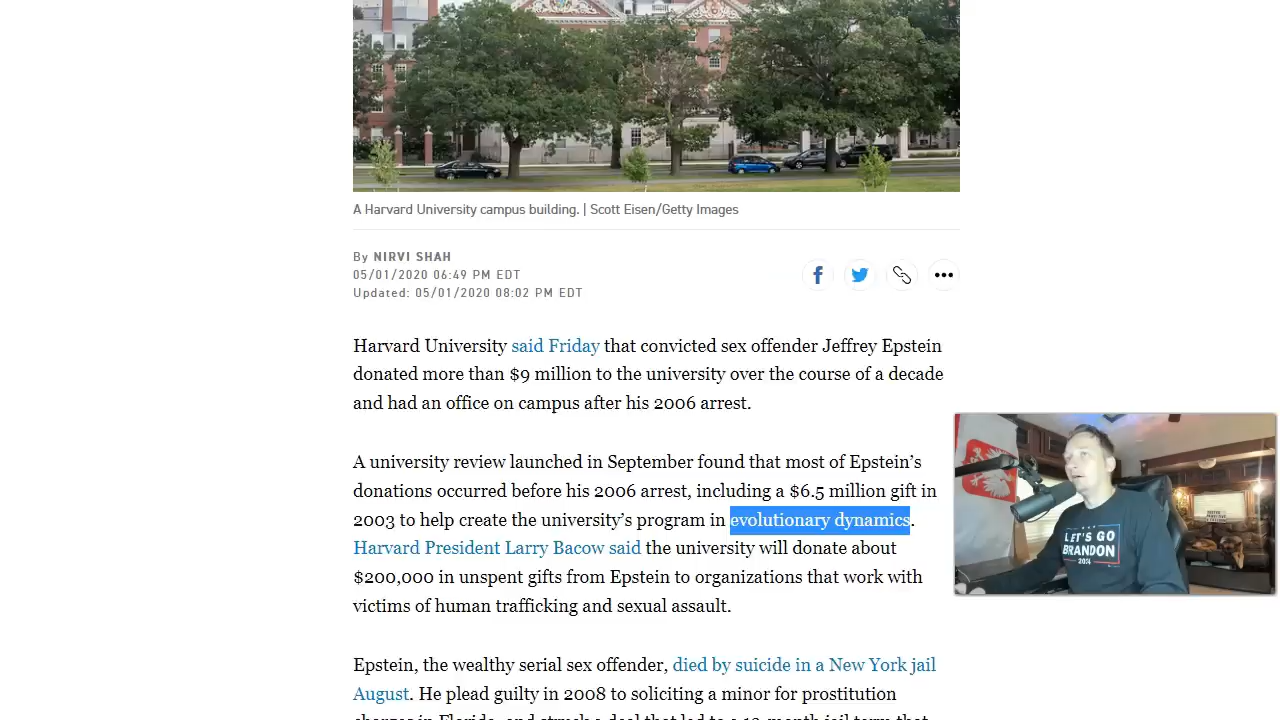 A Harvard University campus building. | Scott Eisen/Getty Images
By NIRVI SHAH
05/01/2020 06:49 PM EDT
Updated: 05/01/2020 08:02 PM EDT
Harvard University said Friday that convicted sex offender Jeffrey Epstein
donated more than $9 million to the university over the course of a decade
and had an office on campus after his 2006 arrest.
A university review launched in September found that most of Epstein’s
donations occurred before his 2006 arrest, including a $6.5 million gift in
2003 to help create the university’s program in evolutionary dynamics.
Harvard President Larry Bacow said the university will donate about
$200,000 in unspent gifts from Epstein to organizations that work with
victims of human trafficking and sexual assault.
Epstein, the wealthy serial sex offender, died by suicide in a New York jail
August. He plead guilty in 2008 to soliciting a minor for prostitution
LET'S GO
BRANDON